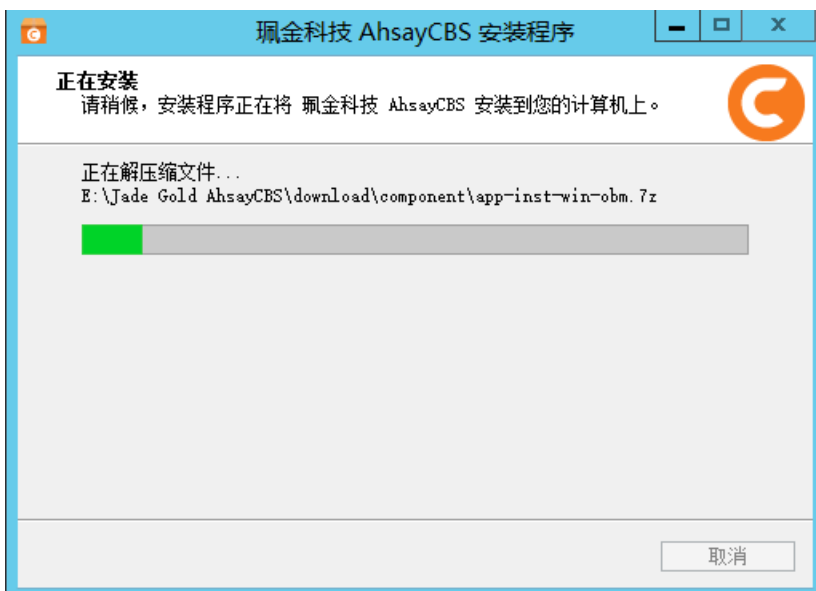 珮金科技 AhsayCBS 安装程序
正在安装
请稍候，安装程序正在将 珮金科技 AhsayCBS 安装到您的计算机上。
正在解压缩文件...
E:\Jade Gold AhsayCBS\download\component\app-inst-win-obm.7z
取消